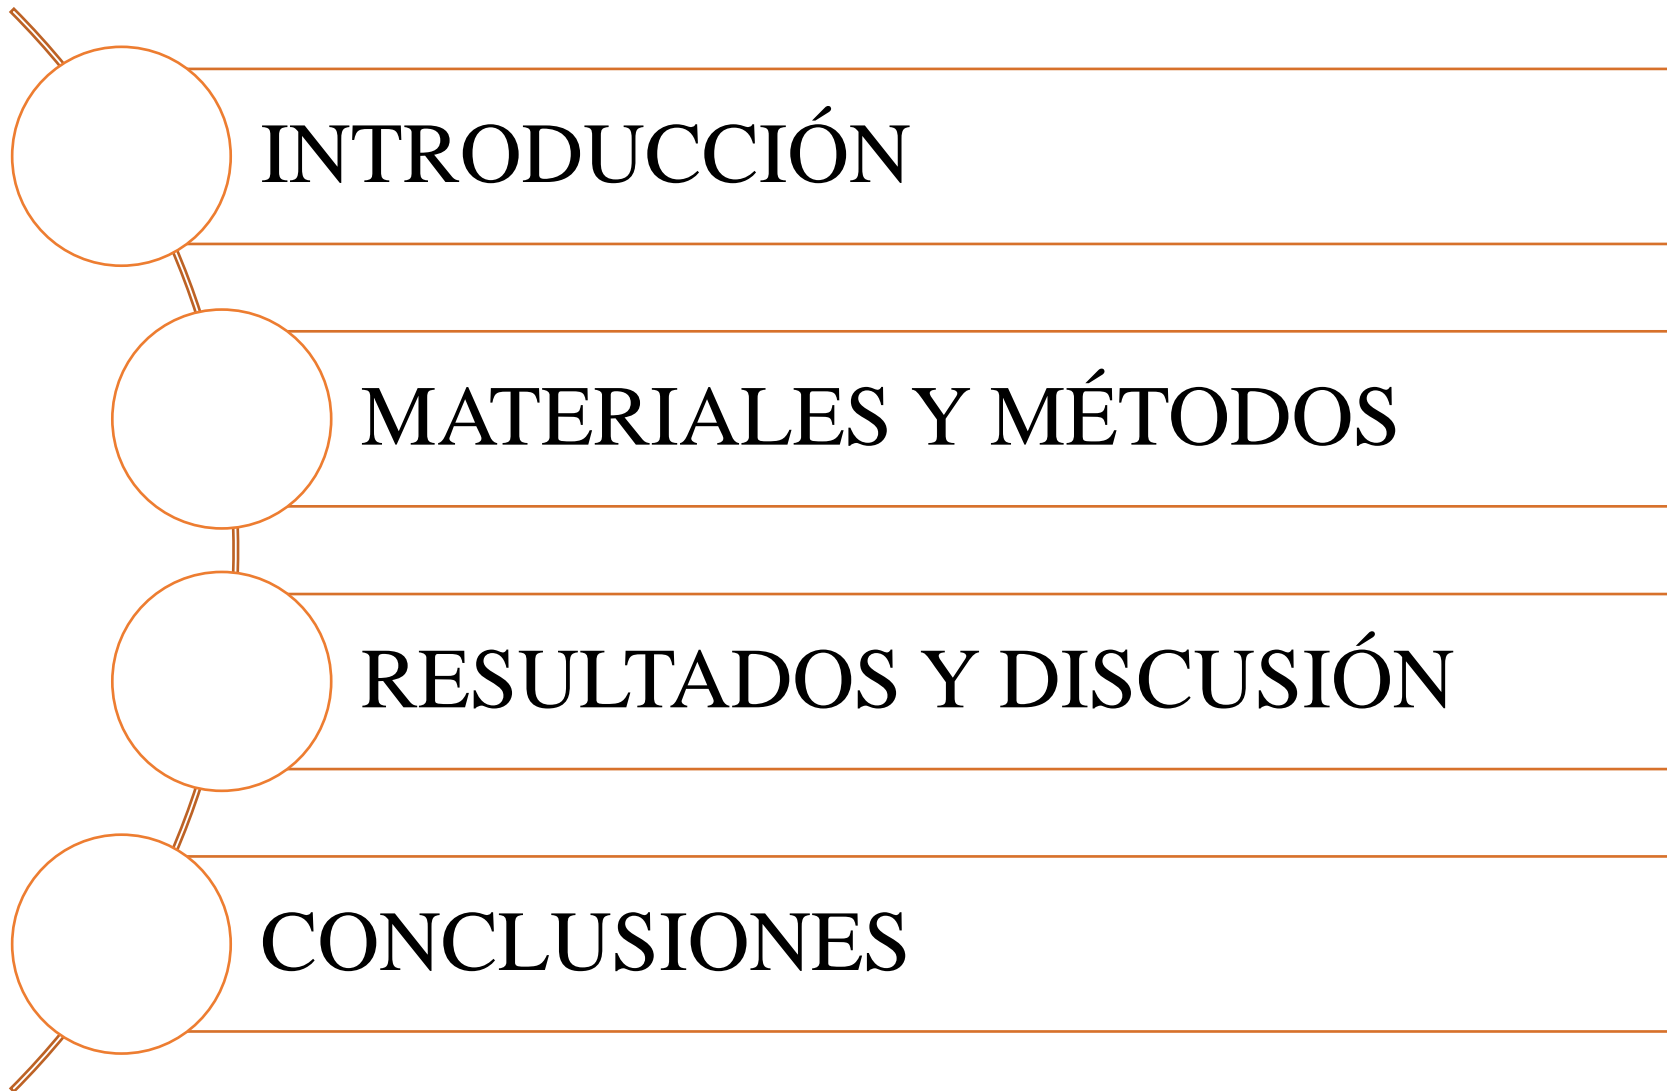 INTRODUCCIÓN
MATERIALES Y MÉTODOS
RESULTADOS Y DISCUSIÓN
CONCLUSIONES